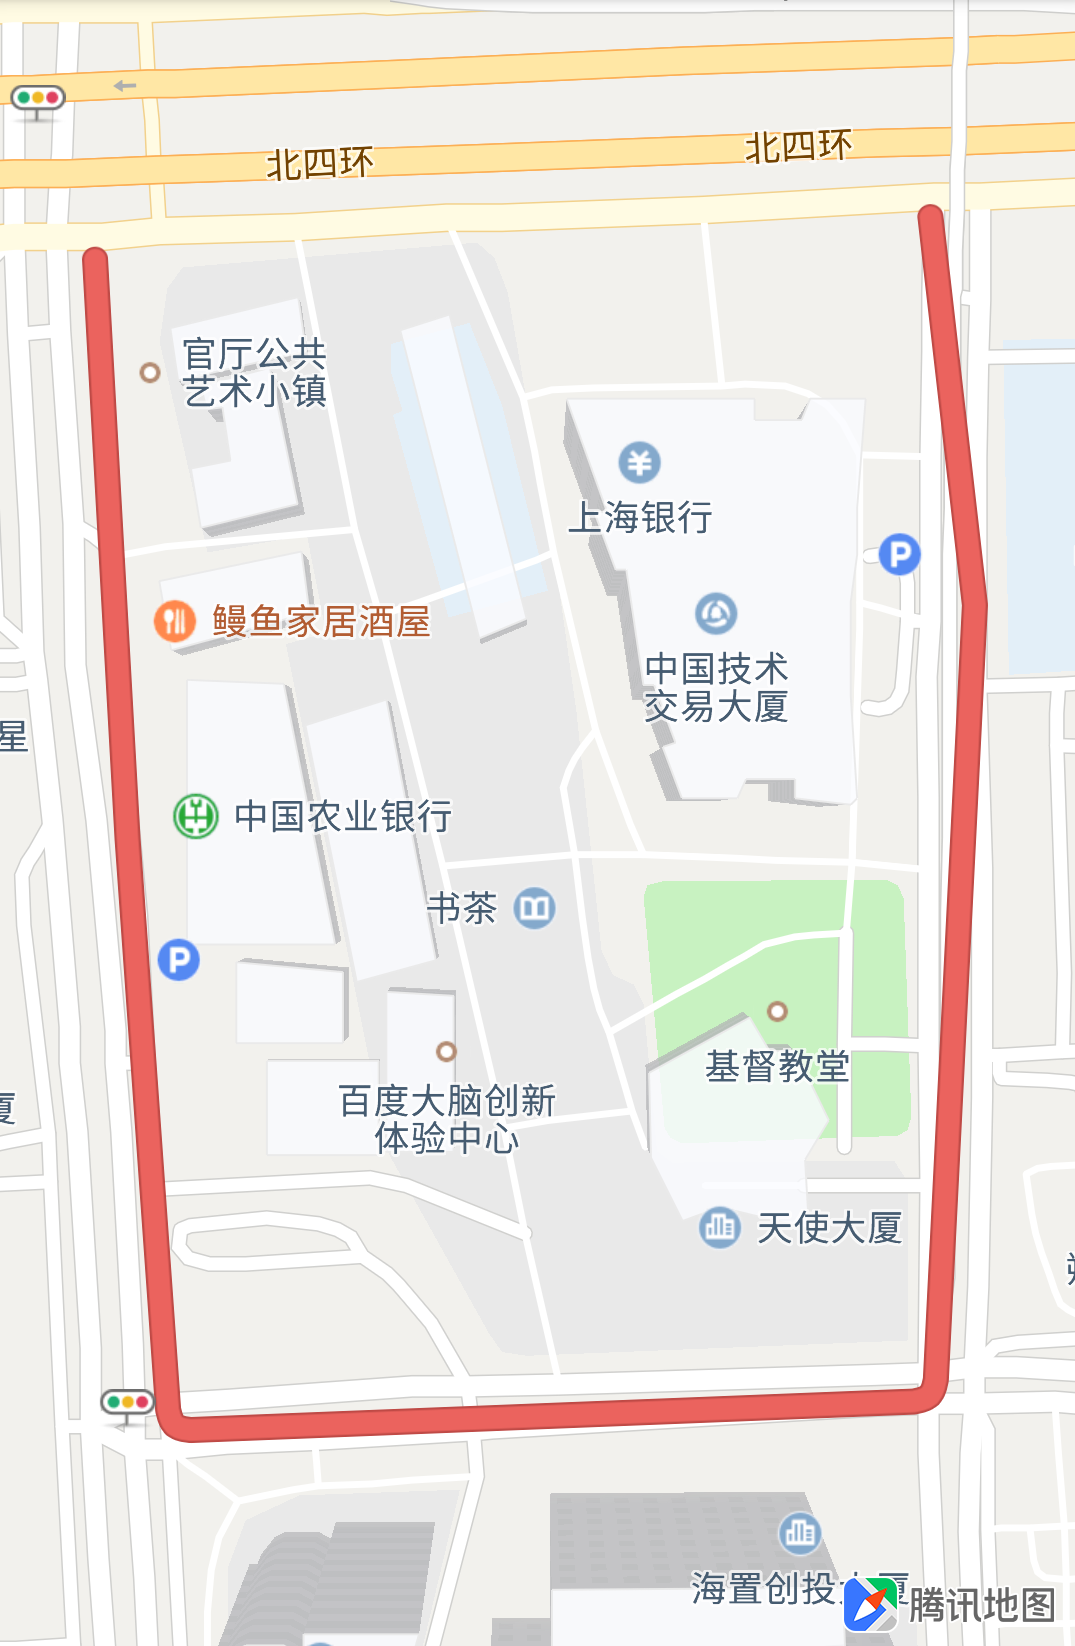 北四环
北四环
官厅公共
艺术小镇
上海银行
P
鳗鱼家居酒屋
中国技术
交易大厦
星
中国农业银行
书茶
P
基督教堂
百度大脑创新
体验中心
厦
天使大厦
海置创投大厦
腾讯地图